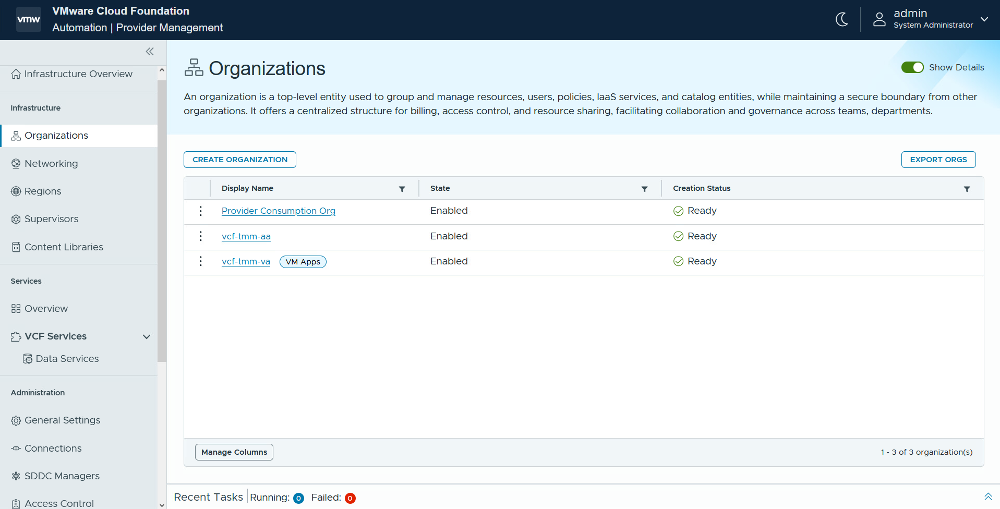 vmw
VMware Cloud Foundation
Automation | Provider Management
admin
System Administrator
Infrastructure Overview
Infrastructure
Organizations
Networking
Regions
Supervisors
Content Libraries
Services
Overview
VCF Services
Data Services
Administration
General Settings
Connections
SDDC Managers
Access Control
Organizations
Show Details
An organization is a top-level entity used to group and manage resources, users, policies, IaaS services, and catalog entities, while maintaining a secure boundary from other
organizations. It offers a centralized structure for billing, access control, and resource sharing, facilitating collaboration and governance across teams, departments.
CREATE ORGANIZATION
EXPORT ORGS
Display Name State Creation Status
Provider Consumption Org Enabled Ready
vcf-tmm-aa Enabled Ready
vcf-tmm-va VM Apps Enabled Ready
Manage Columns
1 - 3 of 3 organization(s)
Recent Tasks Running: 0 Failed: 0